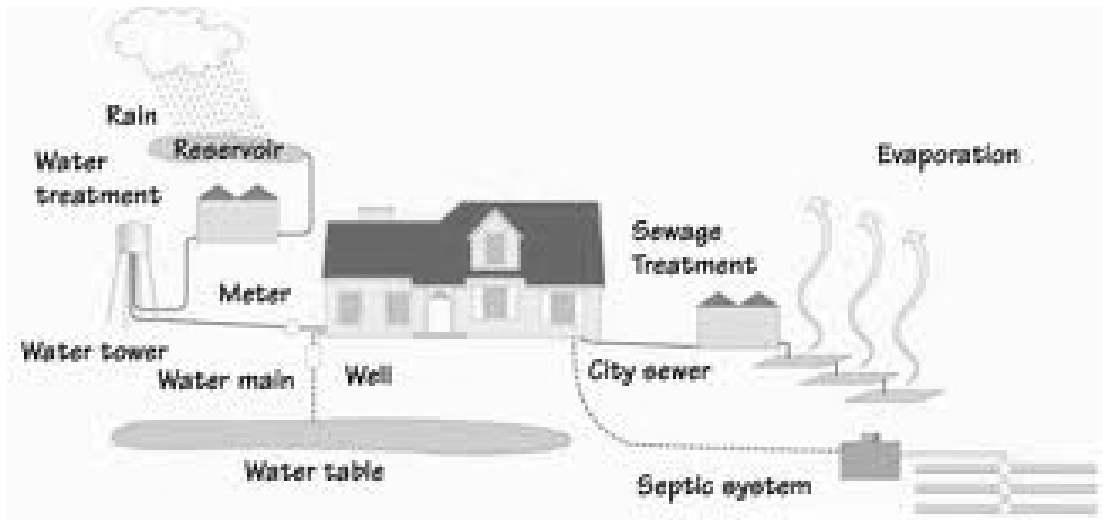 Rain
Reservoir
Water
treatment
Evaporation
Sewage
Treatment
Meter
Water tower
Water main
Well
City sewer
Water table
Septic system